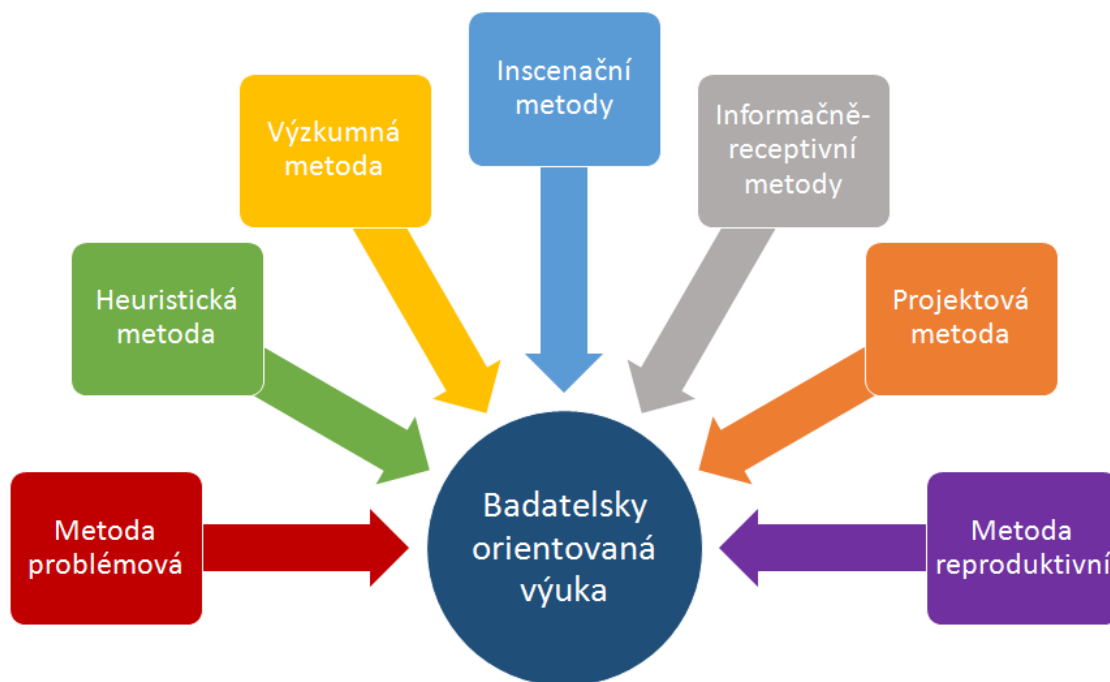 Inscenační
metody
Výzkumná
metoda
Informačně-
receptivní
metody
Heuristická
metoda
Projektová
metoda
Metoda
problémová
Badatelsky
orientovaná
výuka
Metoda
reproduktivní